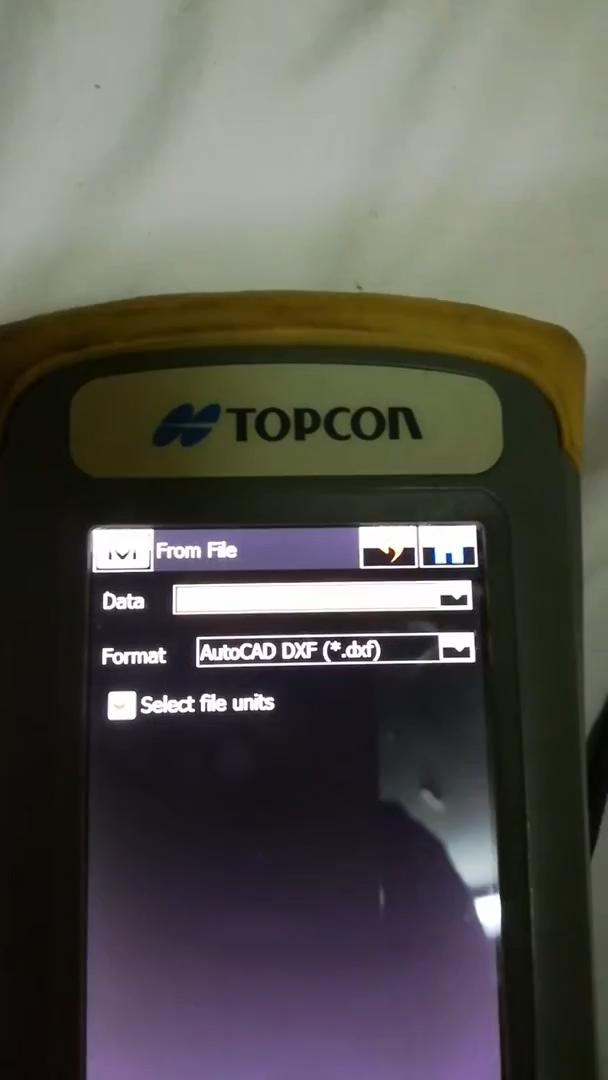 TOPCON
From File
Data
Format AutoCAD DXF (*.dxf)
Select file units